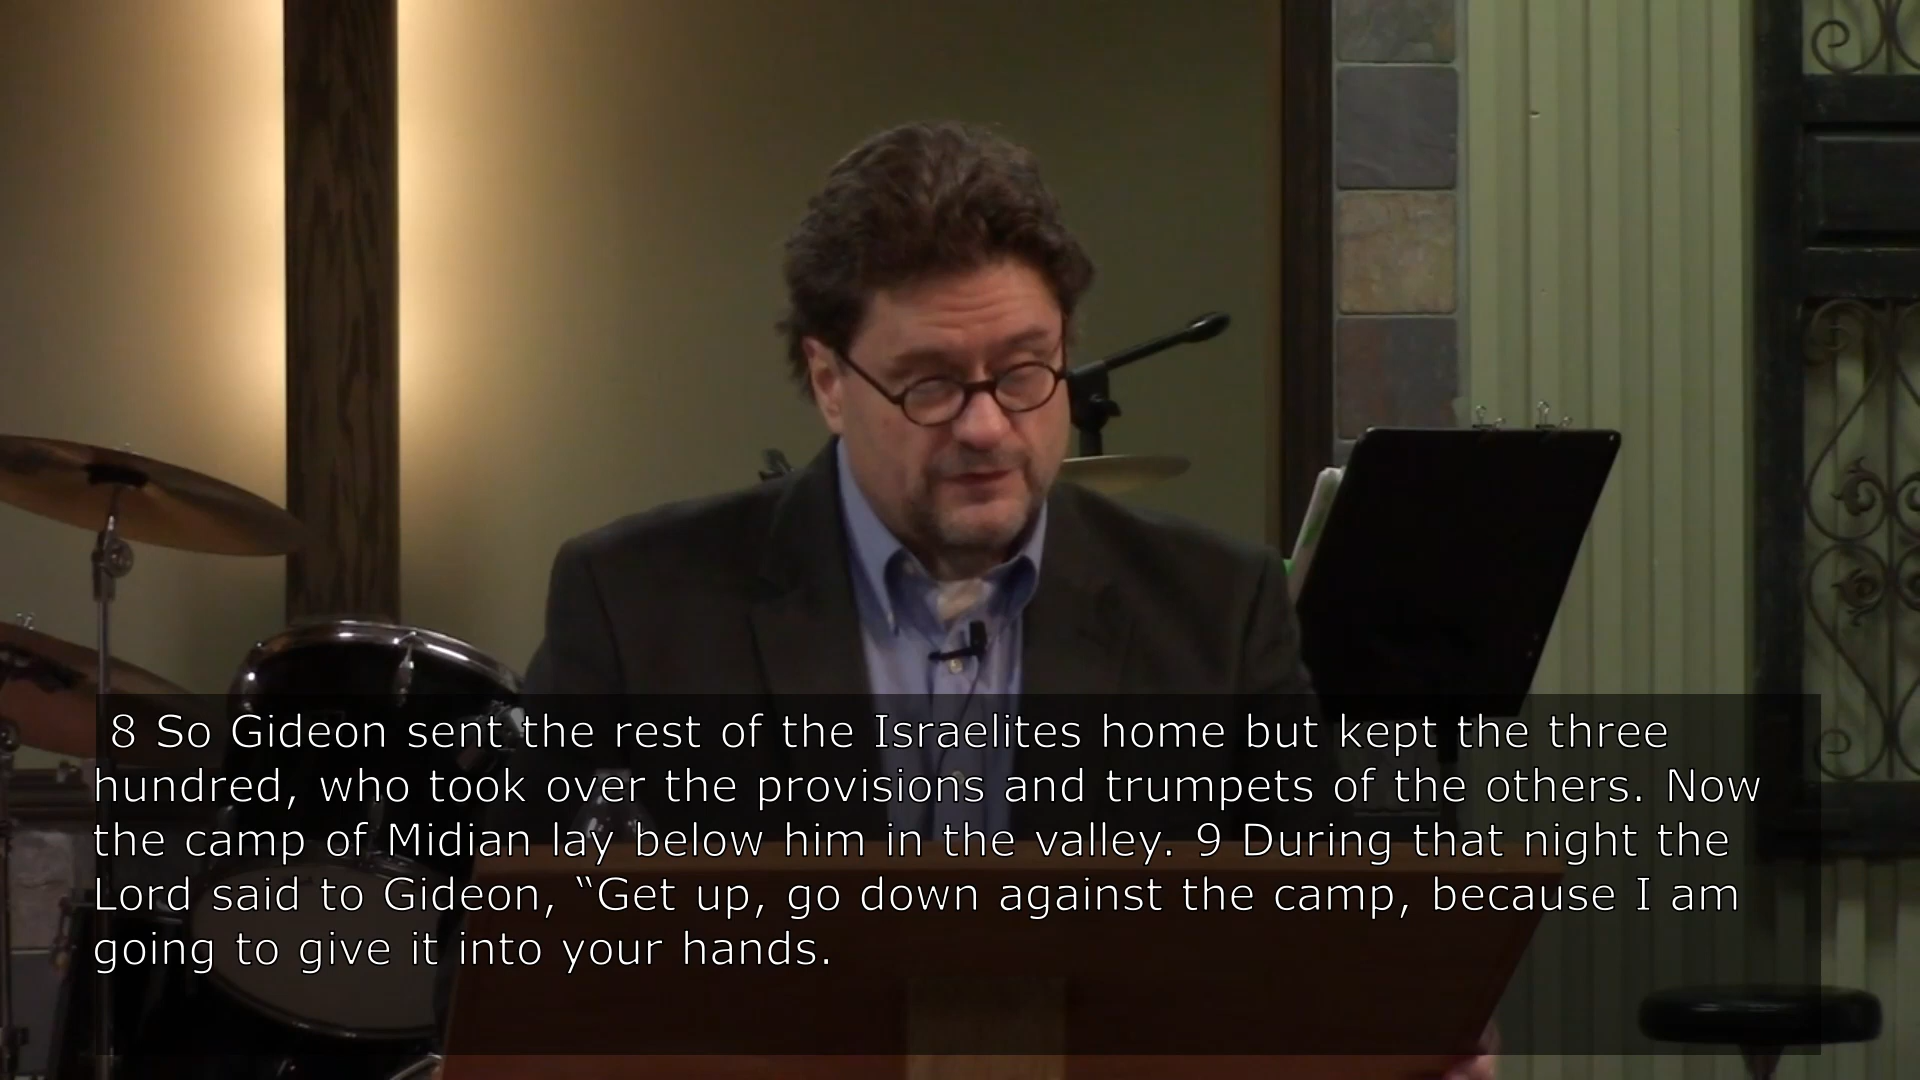 8 So Gideon sent the rest of the Israelites home but kept the three
hundred, who took over the provisions and trumpets of the others. Now
the camp of Midian lay below him in the valley. 9 During that night the
Lord said to Gideon, “Get up, go down against the camp, because I am
going to give it into your hands.